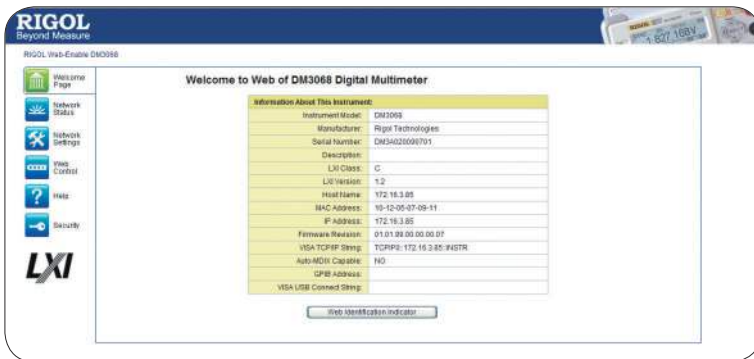 RIGOL
Beyond Measure
1.827,168V
RIGOL Web-Enable DM3068
Welcome Page
Network Status
Network Settings
Web Control
Help
Security
LXI
Welcome to Web of DM3068 Digital Multimeter
Information About This Instrument:
Instrument Model: DM3068
Manufacturer: Rigol Technologies
Serial Number: DM3A020090701
Description:
LXI Class: C
LXI Version: 1.2
Host Name: 172.16.3.85
MAC Address: 10-12-05-07-09-11
IP Address: 172.16.3.85
Firmware Revision: 01.01.00.00.00.07
VISA TCP/IP String: TCPIP0::172.16.3.85::INSTR
Auto-MDIX Capable: NO
GPIB Address:
VISA USB Connect String:
Web Identification Indicator